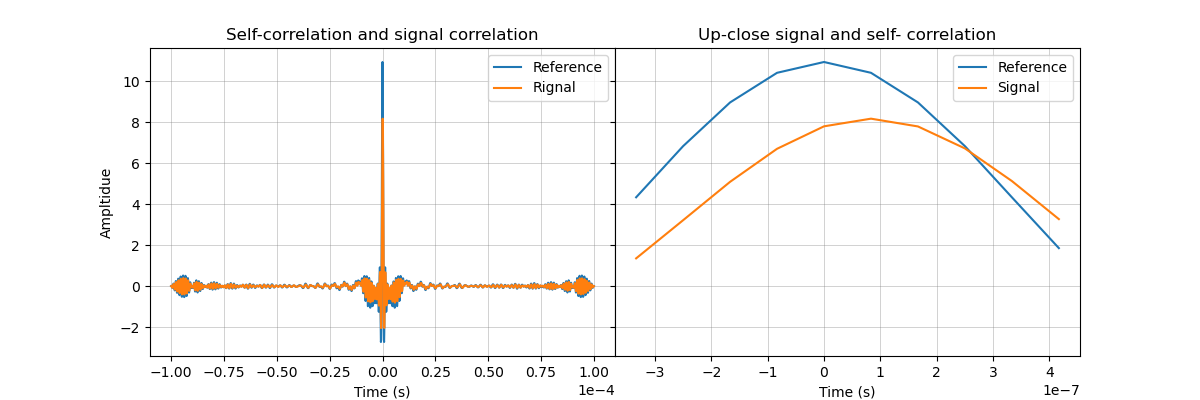 Self-correlation and signal correlation
Up-close signal and self- correlation
Reference
Rignal
Reference
Signal
10
8
6
4
2
0
−2
Ampltidue
−1.00 −0.75 −0.50 −0.25 0.00 0.25 0.50 0.75 1.00
1e−4
Time (s)
−3 −2 −1 0 1 2 3 4
1e−7
Time (s)